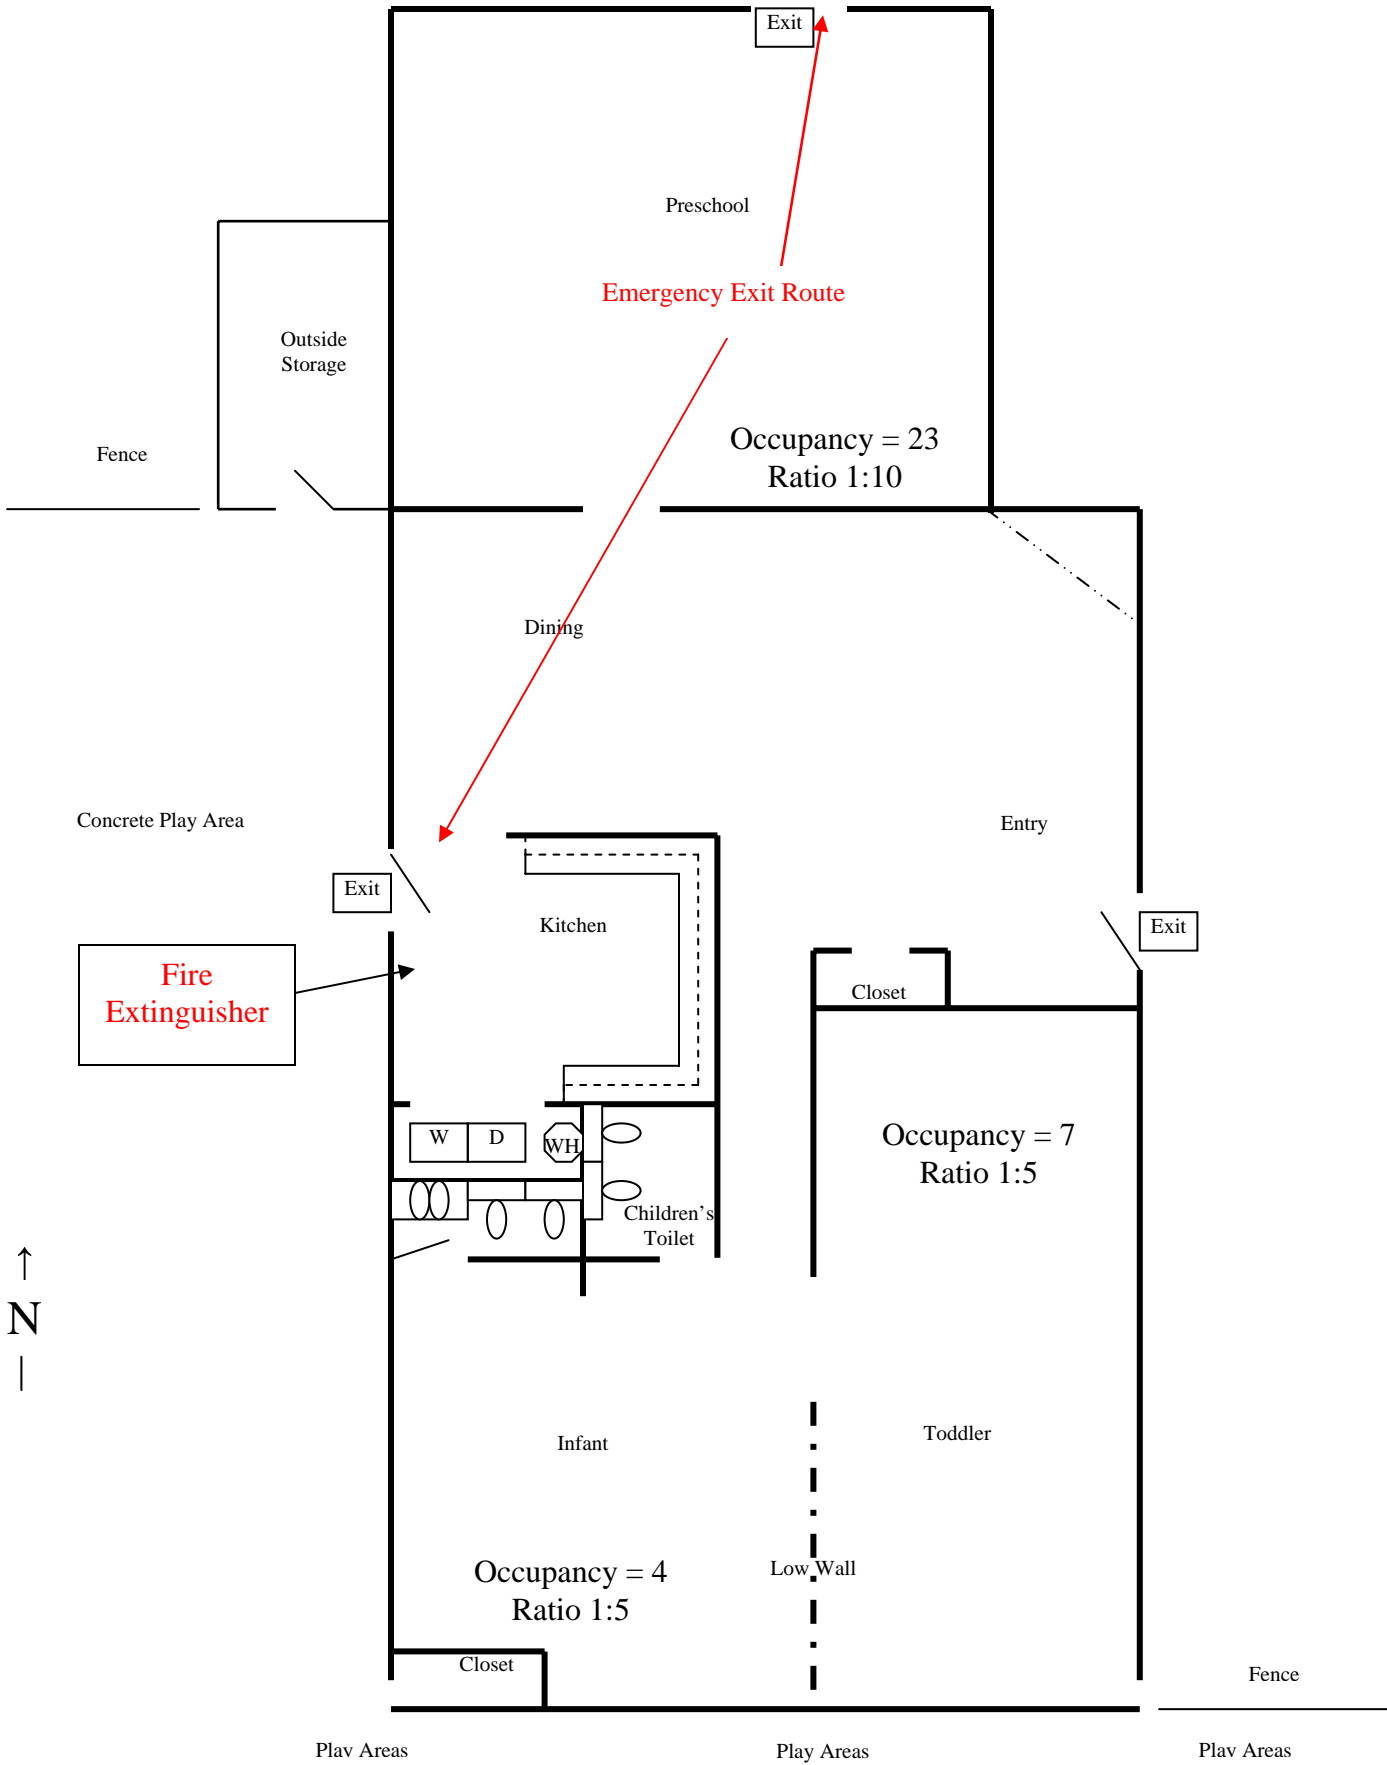 Exit
Preschool
Emergency Exit Route
Outside
Storage
Occupancy = 23
Ratio 1:10
Fence
Dining
Concrete Play Area
Entry
Exit
Kitchen
Exit
Fire
Extinguisher
Closet
W
D
WH
Occupancy = 7
Ratio 1:5
Children's
Toilet
↑
N
|
Infant
Toddler
Occupancy = 4
Ratio 1:5
Low Wall
Closet
Fence
Play Areas
Play Areas
Play Areas